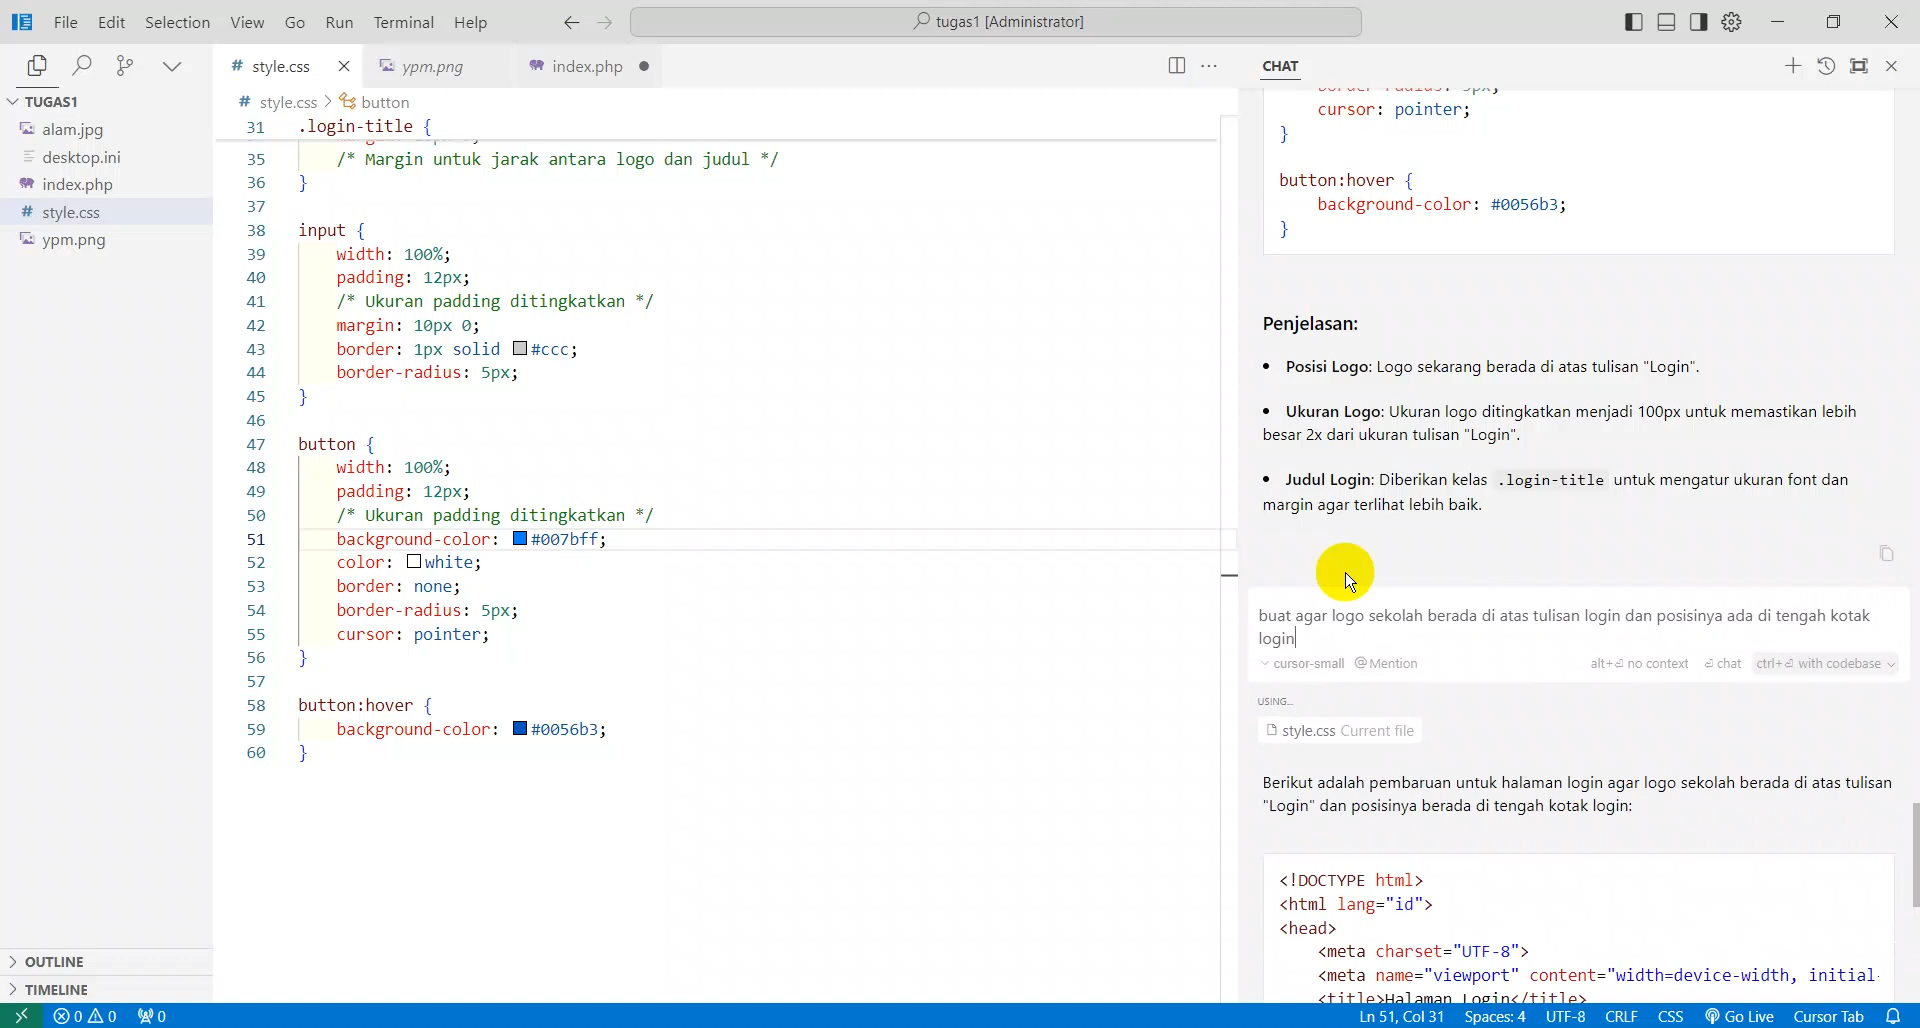 File Edit Selection View Go Run Terminal Help
tugas1 [Administrator]
TUGAS1
alam.jpg
desktop.ini
index.php
# style.css
ypm.png
OUTLINE
TIMELINE
# style.css
ypm.png
index.php
# style.css > button
31 .login-title {
35 /* Margin untuk jarak antara logo dan judul */
36 }
37
38 input {
39 width: 100%;
40 padding: 12px;
41 /* Ukuran padding ditingkatkan */
42 margin: 10px 0;
43 border: 1px solid #ccc;
44 border-radius: 5px;
45 }
46
47 button {
48 width: 100%;
49 padding: 12px;
50 /* Ukuran padding ditingkatkan */
51 background-color: #007bff;
52 color: white;
53 border: none;
54 border-radius: 5px;
55 cursor: pointer;
56 }
57
58 button:hover {
59 background-color: #0056b3;
60 }
CHAT
border-radius: 5px;
cursor: pointer;
}
button:hover {
background-color: #0056b3;
}
Penjelasan:
• Posisi Logo: Logo sekarang berada di atas tulisan "Login".
• Ukuran Logo: Ukuran logo ditingkatkan menjadi 100px untuk memastikan lebih
besar 2x dari ukuran tulisan "Login".
• Judul Login: Diberikan kelas .login-title untuk mengatur ukuran font dan
margin agar terlihat lebih baik.
buat agar logo sekolah berada di atas tulisan login dan posisinya ada di tengah kotak
login
cursor-small @ Mention alt+⏎ no context ⏎ chat ctrl+⏎ with codebase
USING...
style.css Current file
Berikut adalah pembaruan untuk halaman login agar logo sekolah berada di atas tulisan
"Login" dan posisinya berada di tengah kotak login:
<!DOCTYPE html>
<html lang="id">
<head>
<meta charset="UTF-8">
<meta name="viewport" content="width=device-width, initial-
<title>Halaman Login</title>
0 0 0 Ln 51, Col 31 Spaces: 4 UTF-8 CRLF CSS Go Live Cursor Tab